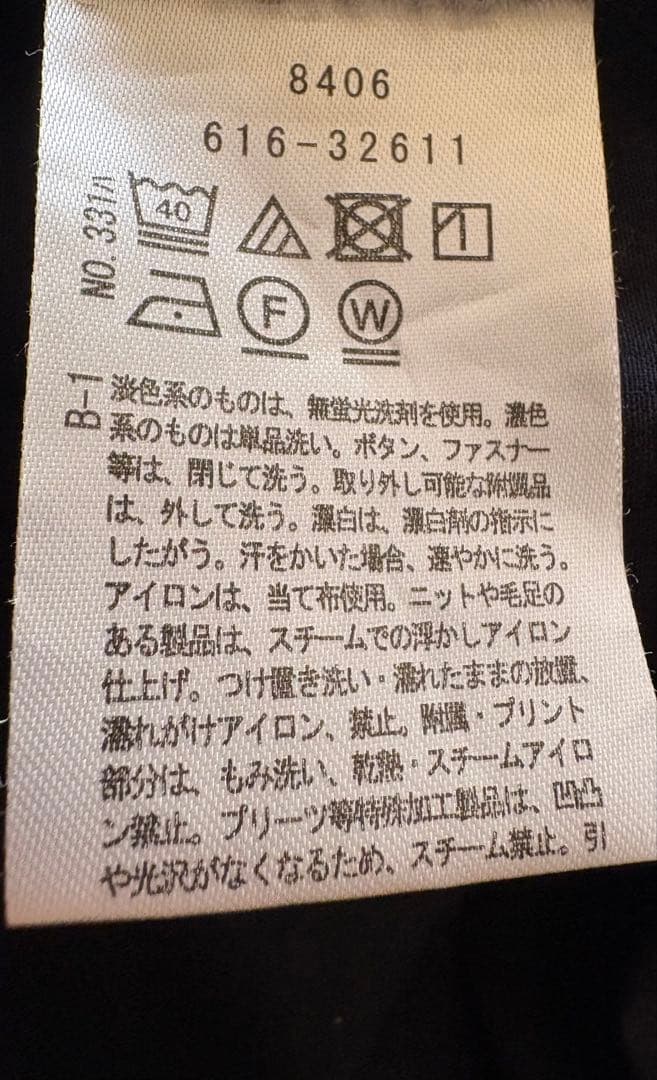 8406
616-32611
NO.331ハ
40
F
W
B-1
淡色系のものは、無蛍光洗剤を使用。濃色
系のものは単品洗い。ボタン、ファスナー
等は、閉じて洗う。取り外し可能な附属品
は、外して洗う。漂白は、漂白剤の指示に
したがう。汗をかいた場合、速やかに洗う。
アイロンは、当て布使用。ニットや毛足の
ある製品は、スチームでの浮かしアイロン
仕上げ。つけ置き洗い・濡れたままの放置、
濡れがけアイロン、禁止。附属・プリント
部分は、もみ洗い、乾熱・スチームアイロ
ン禁止。プリーツ等特殊加工製品は、凹凸
や光沢がなくなるため、スチーム禁止。引